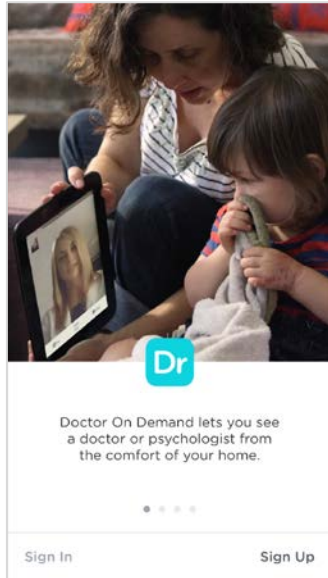 Dr
Doctor On Demand lets you see
a doctor or psychologist from
the comfort of your home.
Sign In
Sign Up